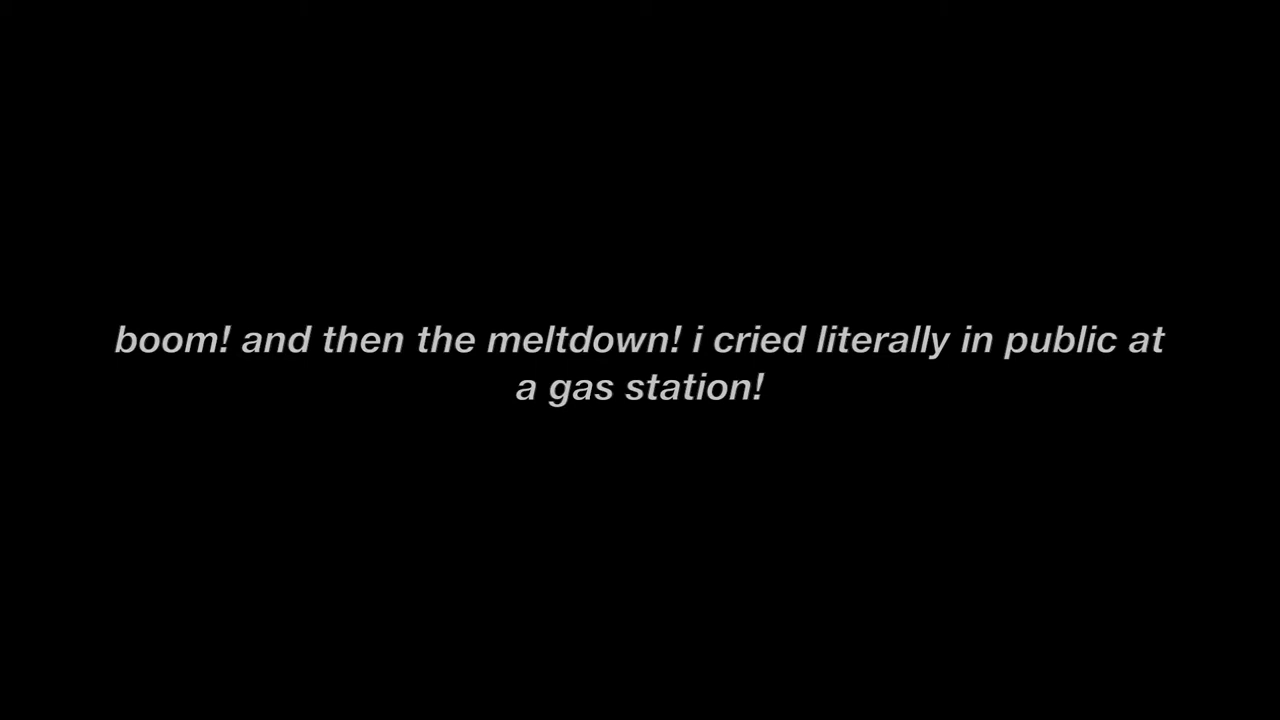 boom! and then the meltdown! i cried literally in public at
a gas station!